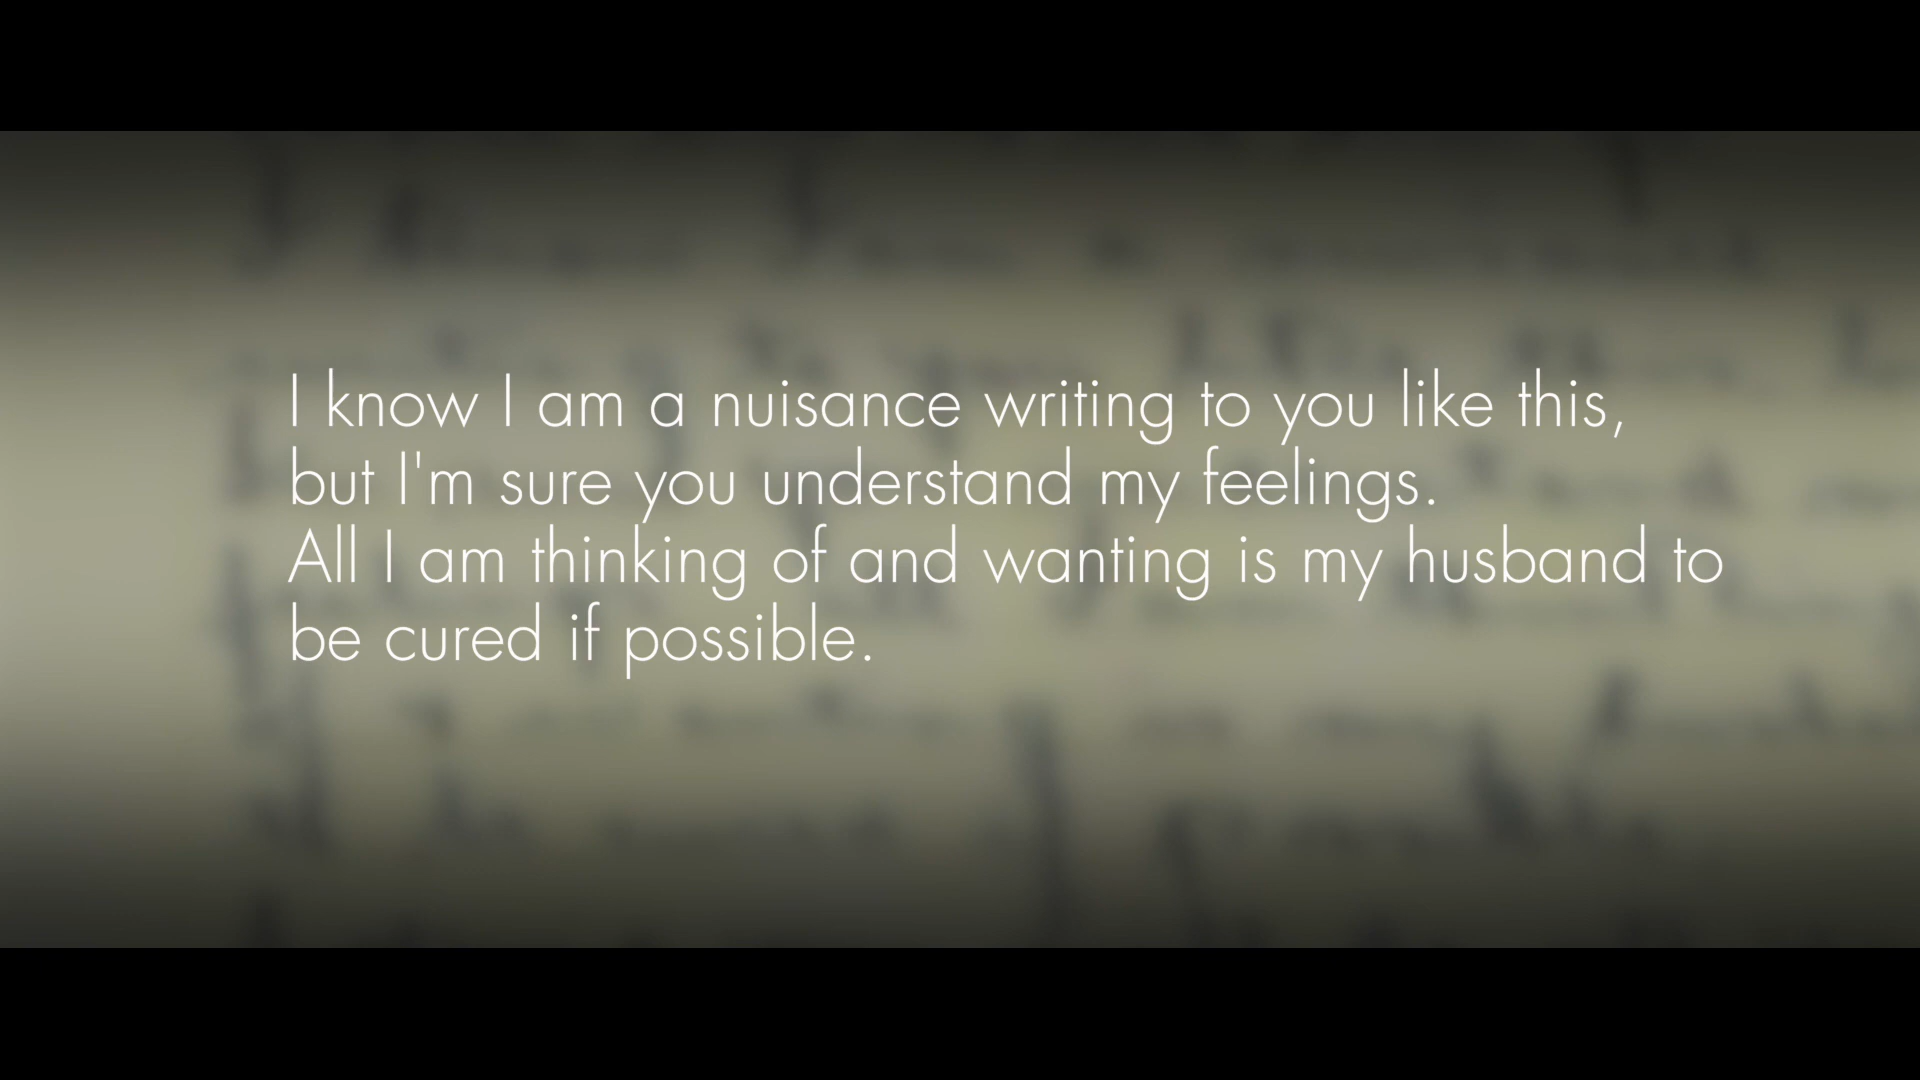 I know I am a nuisance writing to you like this,
but I'm sure you understand my feelings.
All I am thinking of and wanting is my husband to
be cured if possible.